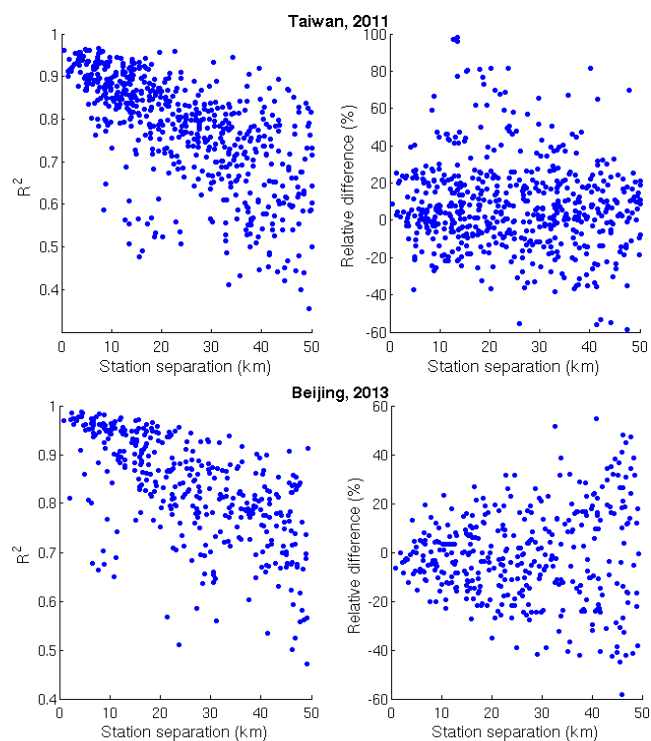 Taiwan, 2011
1
0.9
0.8
0.7
0.6
0.5
0.4
R²
0 10 20 30 40 50
Station separation (km)
100
80
60
40
20
0
-20
-40
-60
Relative difference (%)
0 10 20 30 40 50
Station separation (km)
Beijing, 2013
1
0.9
0.8
0.7
0.6
0.5
0.4
R²
0 10 20 30 40 50
Station separation (km)
60
40
20
0
-20
-40
-60
Relative difference (%)
0 10 20 30 40 50
Station separation (km)